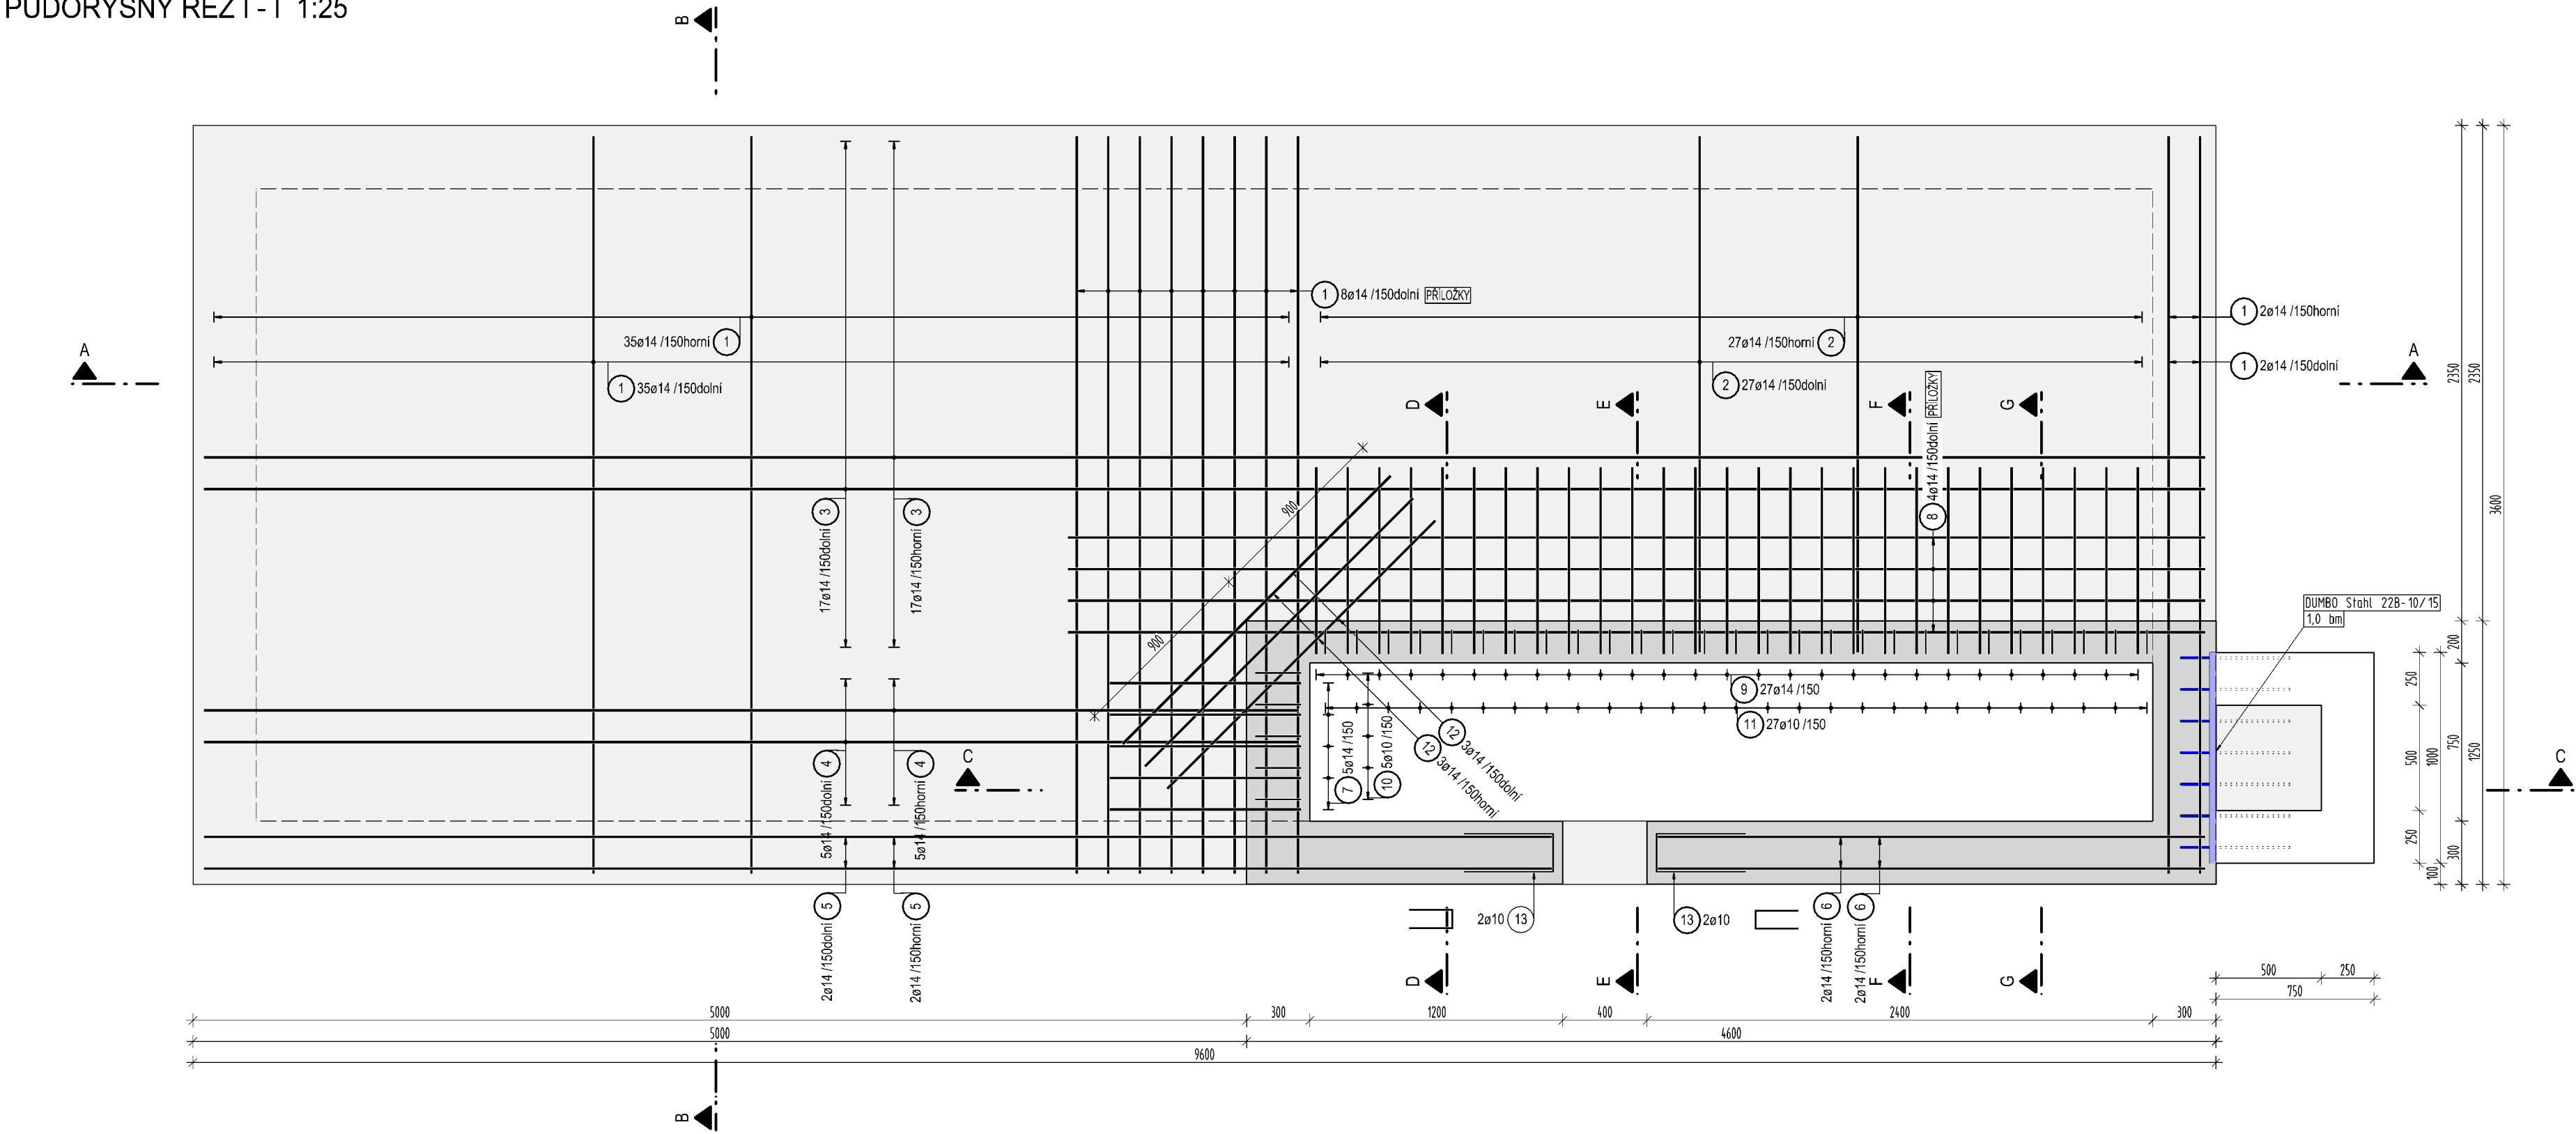 PŮDORYSNÝ ŘEZ I - I 1:25
B
1 8ø14 /150dolní PŘÍLOŽKY
1 2ø14 /150horní
35ø14 /150horní 1
27ø14 /150horní 2
A
A
1 2ø14 /150dolní
1 35ø14 /150dolní
2 27ø14 /150dolní
D
E
F
G
8 4ø14 /150dolní PŘÍLOŽKY
3 17ø14 /150dolní
3 17ø14 /150horní
900
900
DUMBO Stahl 22B-10/15
1,0 bm
9 27ø14 /150
11 27ø10 /150
7 5ø14 /150
10 5ø10 /150
12 3ø14 /150dolní
12 3ø14 /150horní
4 5ø14 /150dolní
4 5ø14 /150horní
C
C
5 2ø14 /150dolní
5 2ø14 /150horní
2ø10 13
13 2ø10
6 2ø14 /150horní
6 2ø14 /150horní
D
E
F
G
2350
2350
3600
200
250
500
1000
750
1250
250
300
100
500
250
750
5000
300
1200
400
2400
300
5000
4600
9600
B